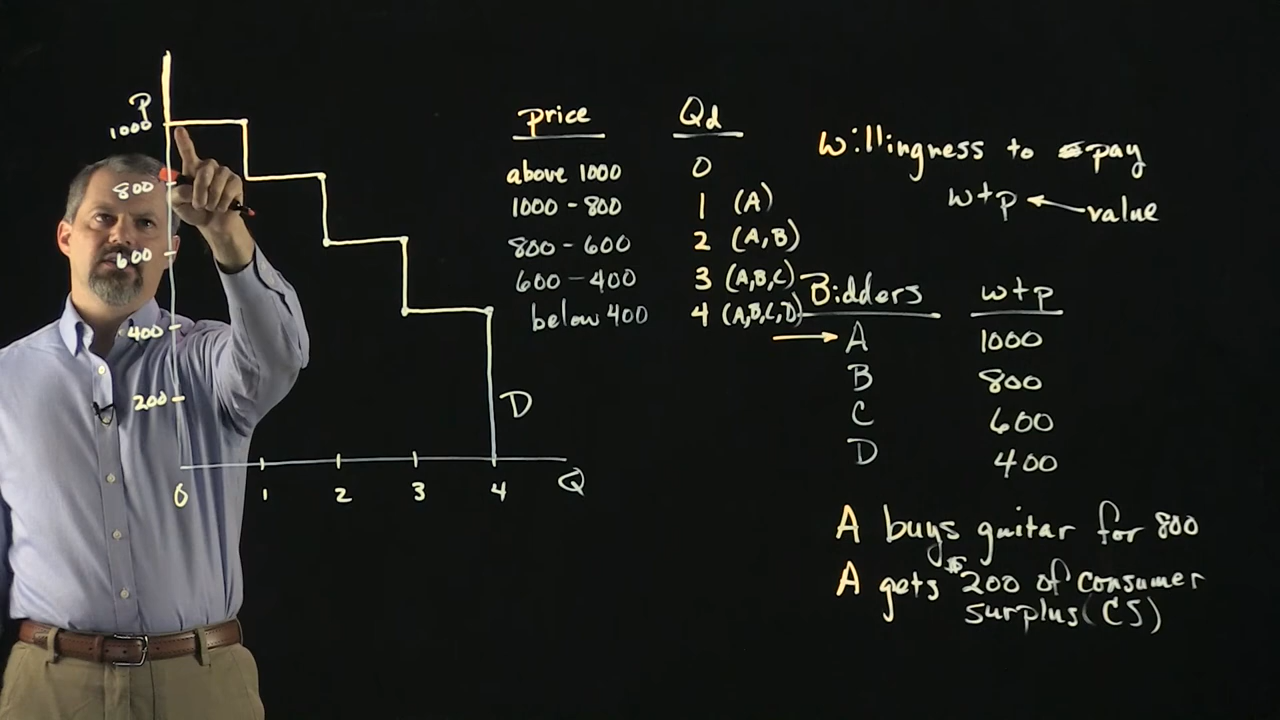 P
1000
800
600
400
200
0 1 2 3 4 Q
D
price Qd
above 1000 0
1000 - 800 1 (A)
800 - 600 2 (A,B)
600 - 400 3 (A,B,C)
below 400 4 (A,B,C,D)
Willingness to pay
wtp ← value
Bidders wtp
→ A 1000
B 800
C 600
D 400
A buys guitar for 800
A gets $200 of consumer
surplus (CS)